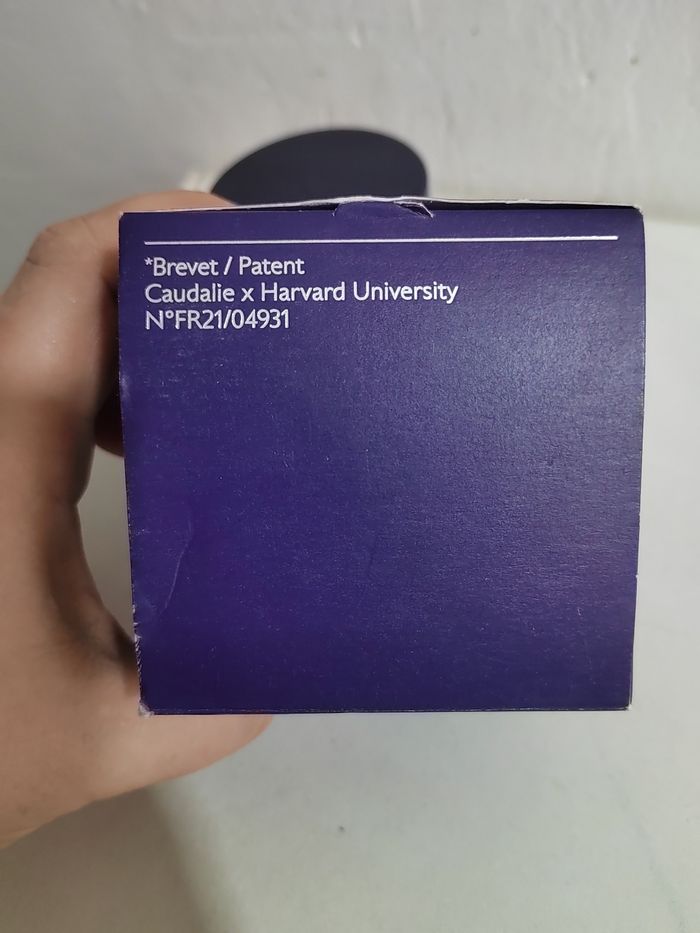 *Brevet / Patent
Caudalie x Harvard University
N°FR21/04931